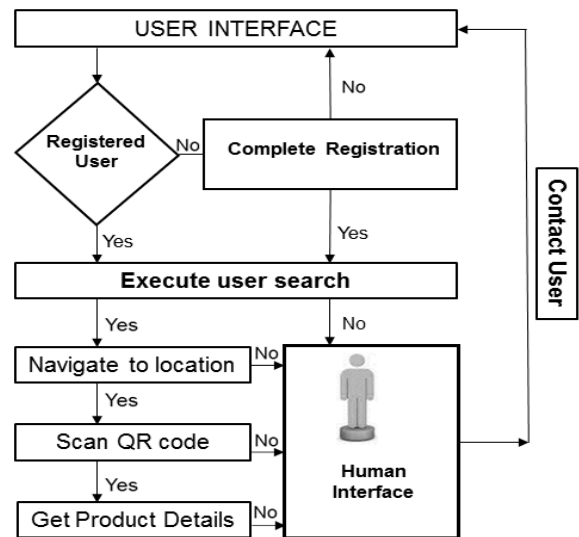 USER INTERFACE
No
Registered
User
No
Complete Registration
Yes
Yes
Contact User
Execute user search
Yes
No
Navigate to location
No
Yes
Scan QR code
No
Human
Interface
Yes
Get Product Details
No